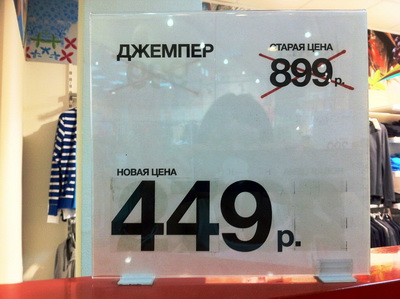 ДЖЕМПЕР
СТАРАЯ ЦЕНА
899 р.
НОВАЯ ЦЕНА
449 р.